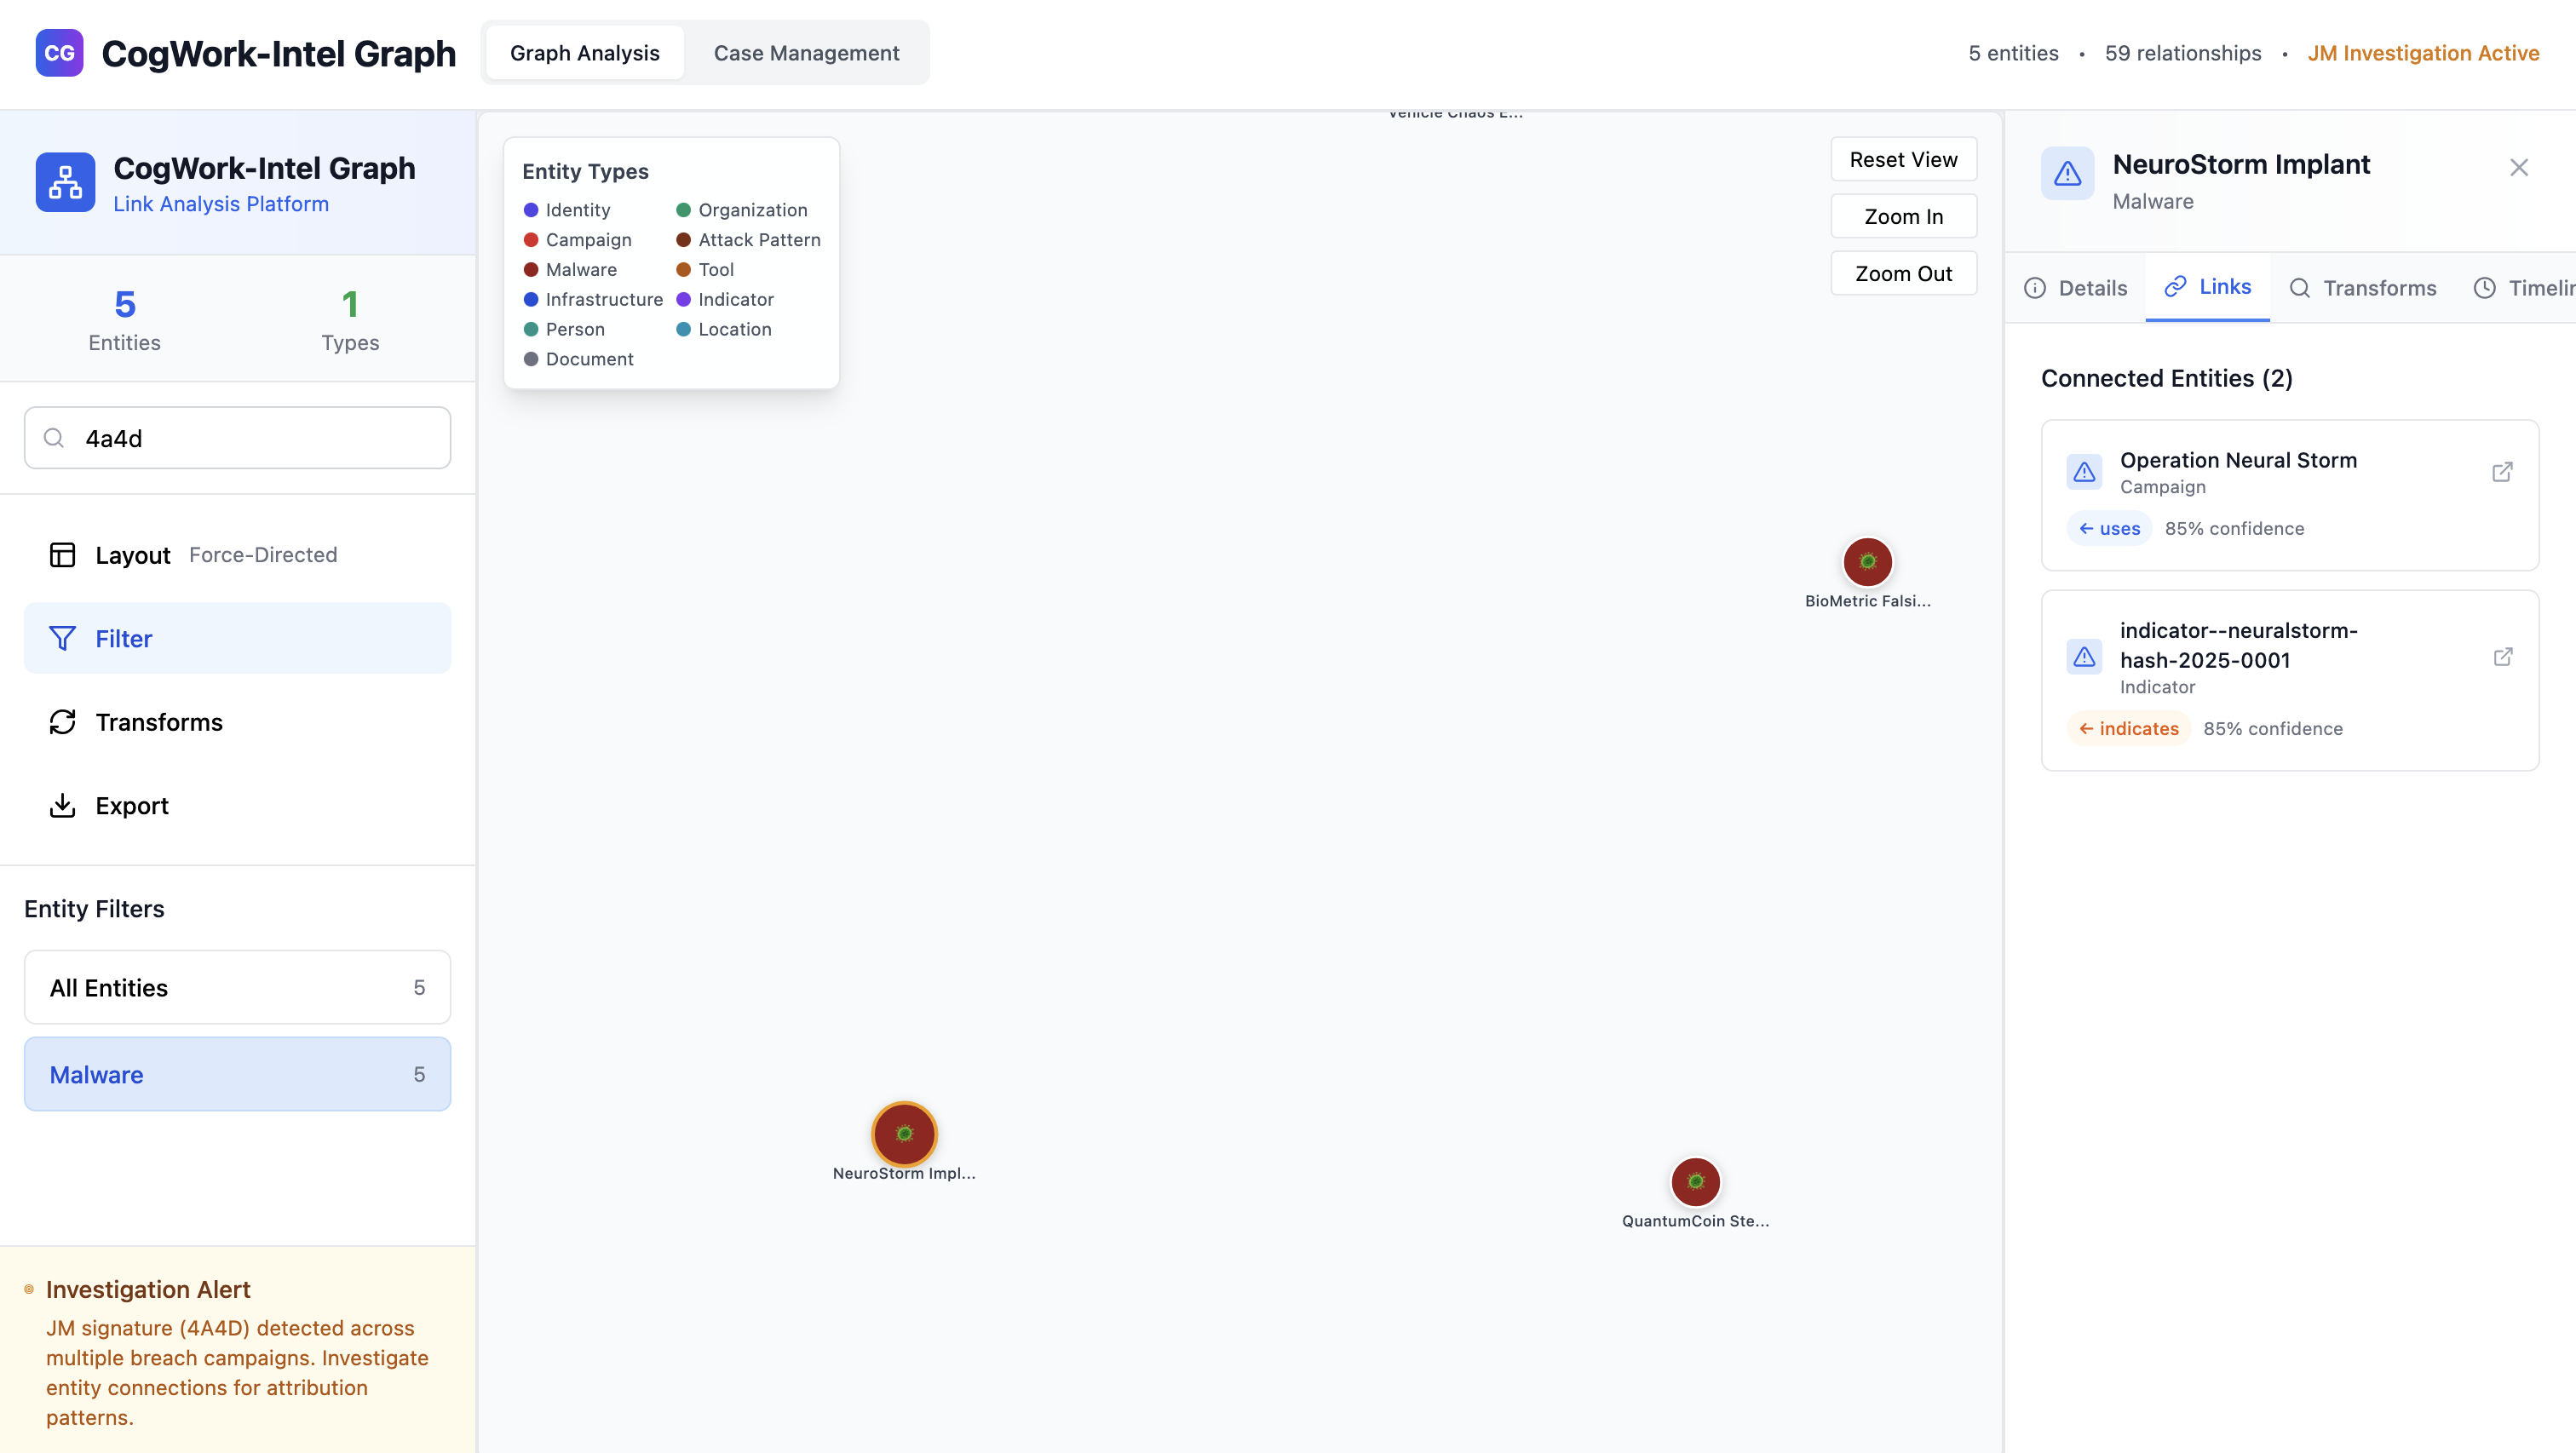 CG CogWork-Intel Graph
Graph Analysis
Case Management
5 entities • 59 relationships • JM Investigation Active
CogWork-Intel Graph
Link Analysis Platform
5
Entities
1
Types
4a4d
Layout Force-Directed
Filter
Transforms
Export
Entity Filters
All Entities 5
Malware 5
Investigation Alert
JM signature (4A4D) detected across
multiple breach campaigns. Investigate
entity connections for attribution
patterns.
Entity Types
Identity
Organization
Campaign
Attack Pattern
Malware
Tool
Infrastructure
Indicator
Person
Location
Document
Vehicle Chaos E...
Reset View
Zoom In
Zoom Out
BioMetric Falsi...
NeuroStorm Impl...
QuantumCoin Ste...
NeuroStorm Implant
Malware
Details
Links
Transforms
Timelin
Connected Entities (2)
Operation Neural Storm
Campaign
← uses 85% confidence
indicator--neuralstorm-
hash-2025-0001
Indicator
← indicates 85% confidence